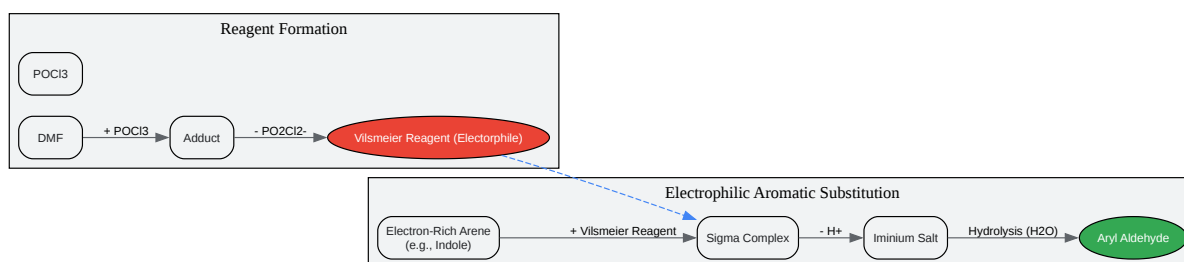 Reagent Formation
POCl3
DMF
+ POCl3
Adduct
- PO2Cl2-
Vilsmeier Reagent (Electorphile)
Electrophilic Aromatic Substitution
Electron-Rich Arene
(e.g., Indole)
+ Vilsmeier Reagent
Sigma Complex
- H+
Iminium Salt
Hydrolysis (H2O)
Aryl Aldehyde